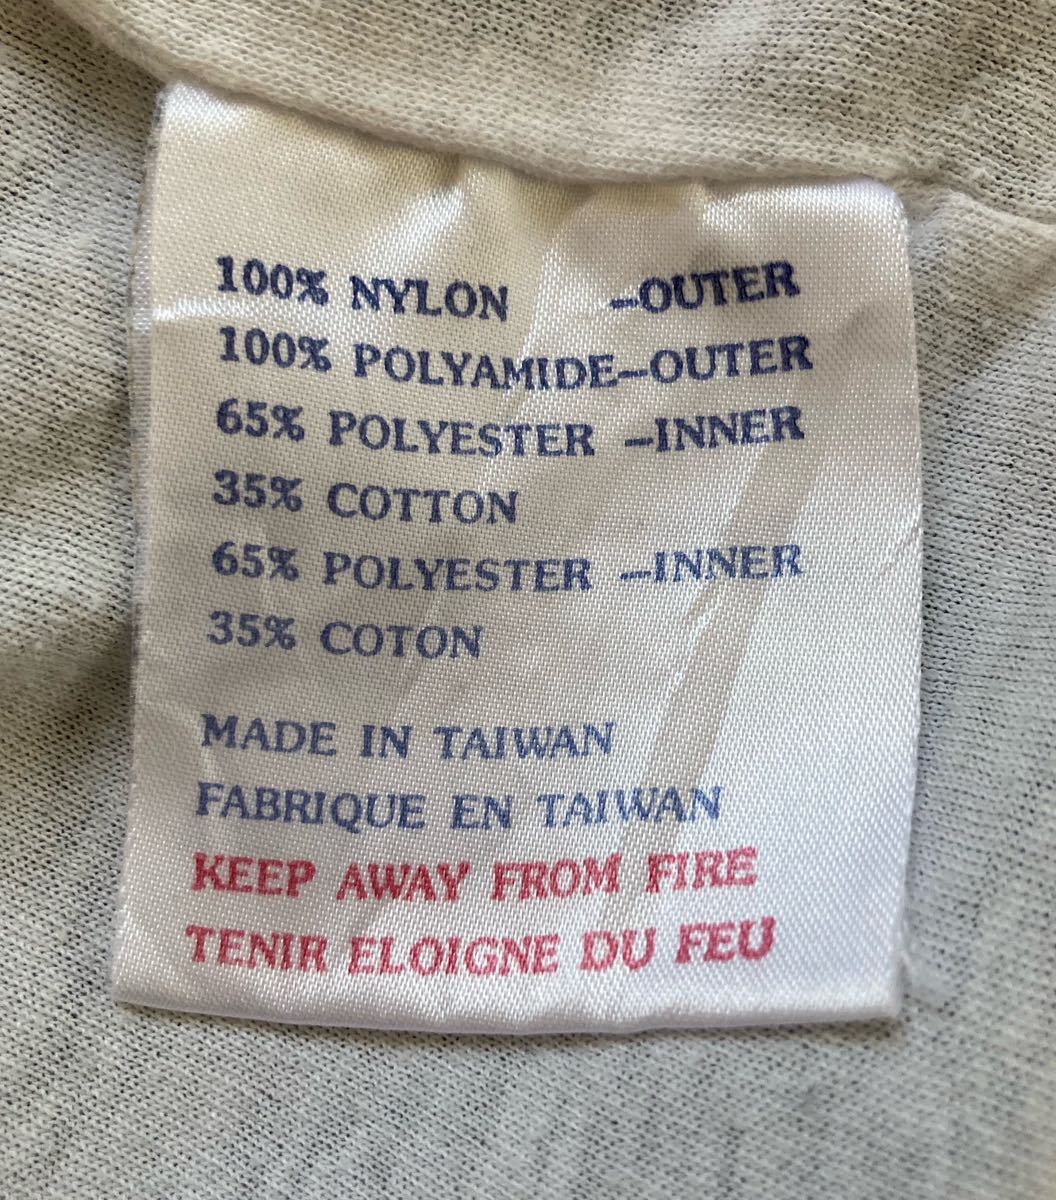 100% NYLON -OUTER
100% POLYAMIDE-OUTER
65% POLYESTER -INNER
35% COTTON
65% POLYESTER -INNER
35% COTON
MADE IN TAIWAN
FABRIQUE EN TAIWAN
KEEP AWAY FROM FIRE
TENIR ELOIGNE DU FEU